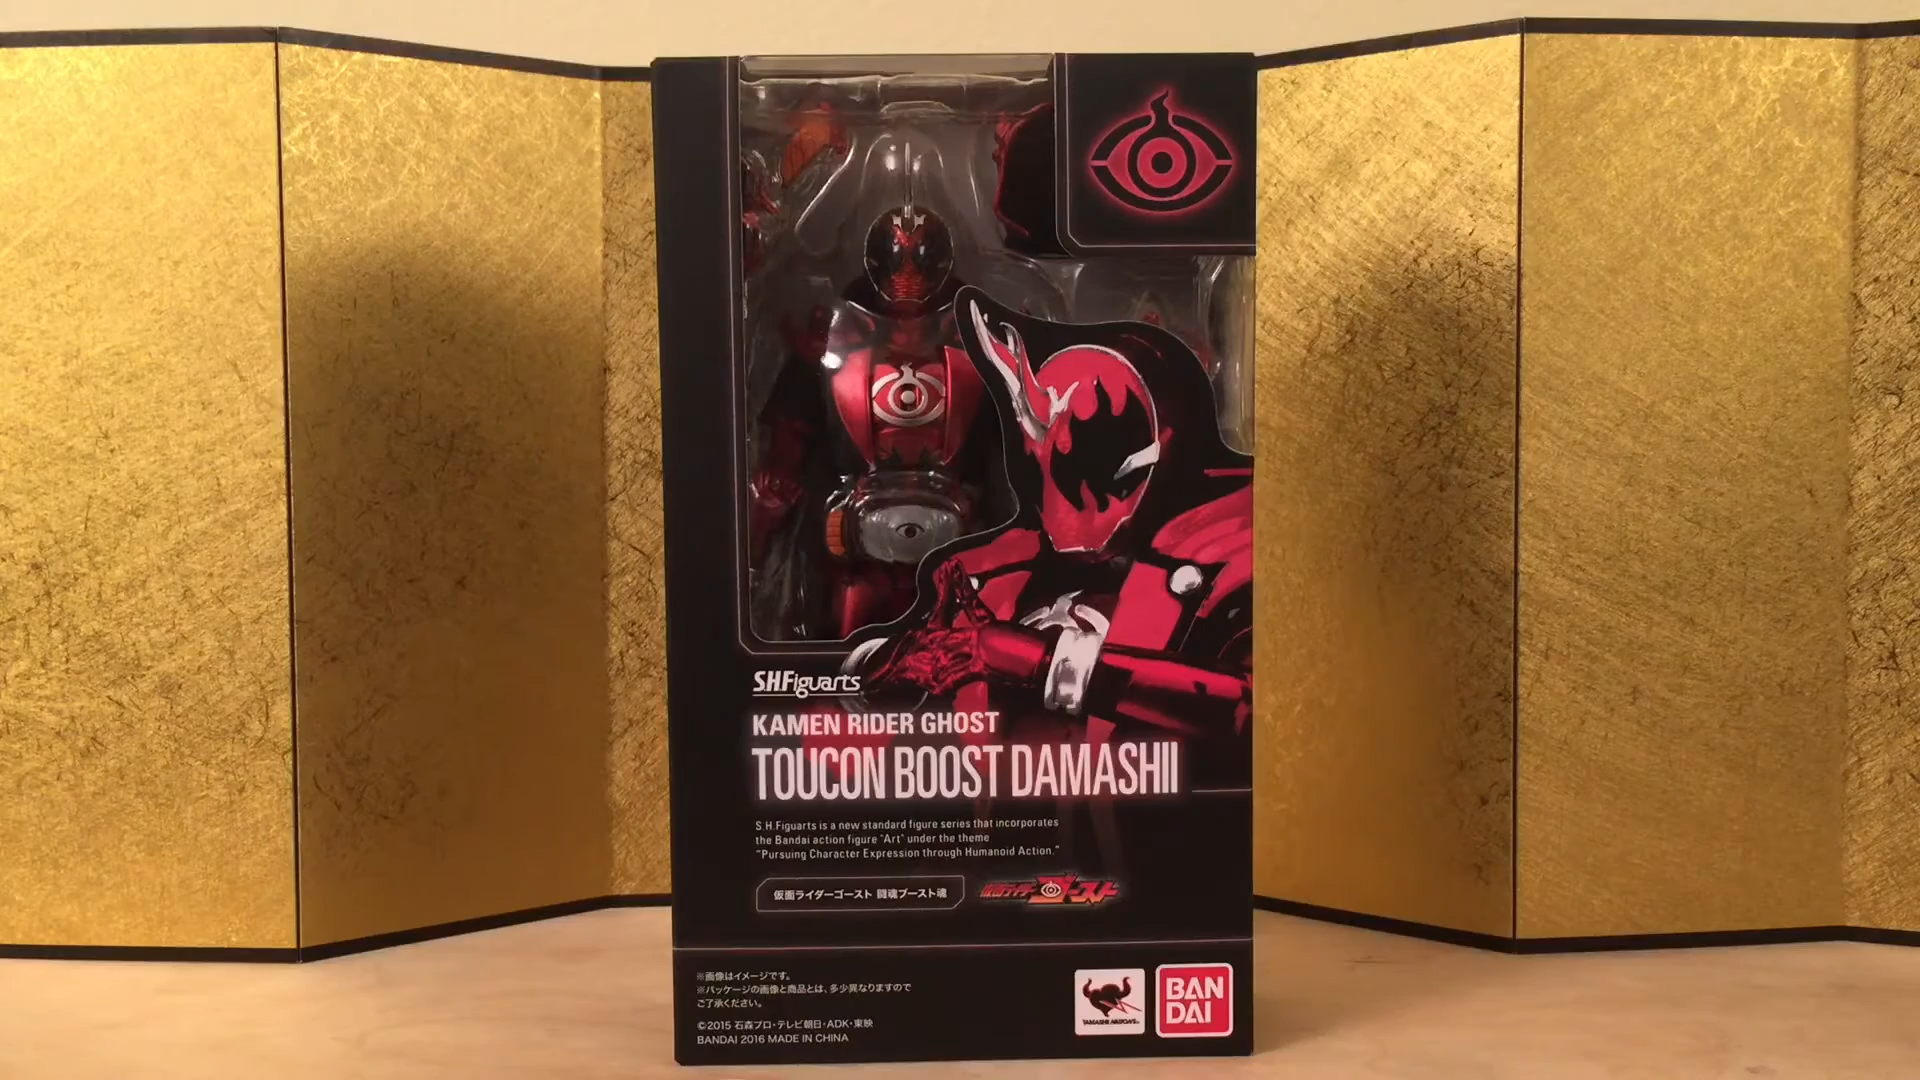 S.H.Figuarts
KAMEN RIDER GHOST
TOUCON BOOST DAMASHII
S.H.Figuarts is a new standard figure series that incorporates
the Bandai action figure "Art" under the theme
"Pursuing Character Expression through Humanoid Action."
仮面ライダーゴースト 闘魂ブースト魂
仮面ライダーゴースト
※画像はイメージです。
※パッケージの画像と商品とは、多少異なりますので
ご了承ください。
©2015 石森プロ・テレビ朝日・ADK・東映
BANDAI 2016 MADE IN CHINA
TAMASHII NATIONS
BAN
DAI